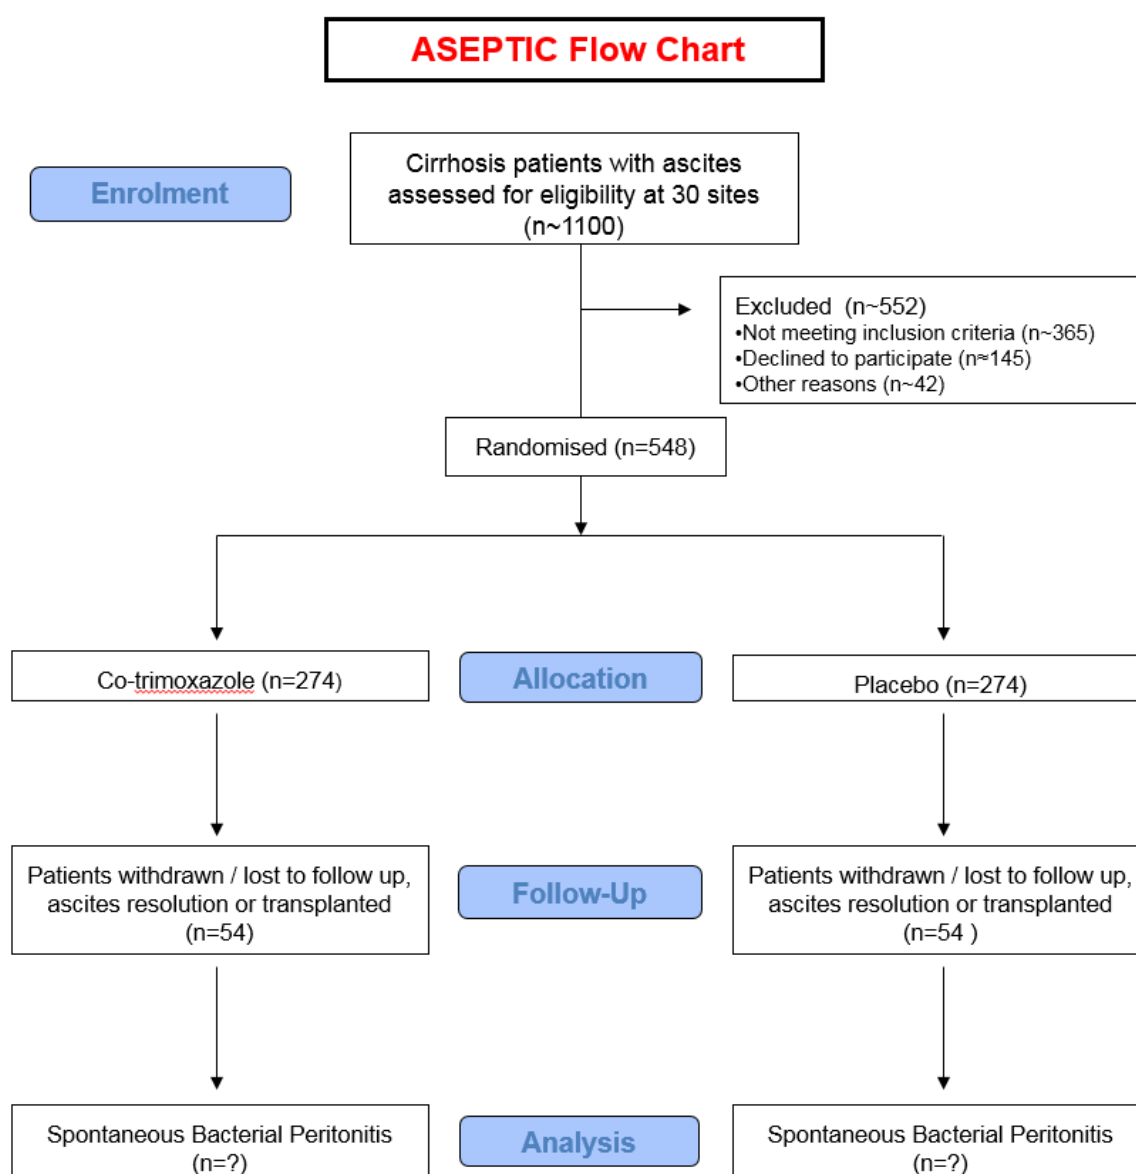 ASEPTIC Flow Chart
Enrolment
Cirrhosis patients with ascites
assessed for eligibility at 30 sites
(n~1100)
Excluded (n~552)
•Not meeting inclusion criteria (n~365)
•Declined to participate (n≈145)
•Other reasons (n~42)
Randomised (n=548)
Co-trimoxazole (n=274)
Allocation
Placebo (n=274)
Patients withdrawn / lost to follow up,
ascites resolution or transplanted
(n=54)
Follow-Up
Patients withdrawn / lost to follow up,
ascites resolution or transplanted
(n=54 )
Spontaneous Bacterial Peritonitis
(n=?)
Analysis
Spontaneous Bacterial Peritonitis
(n=?)